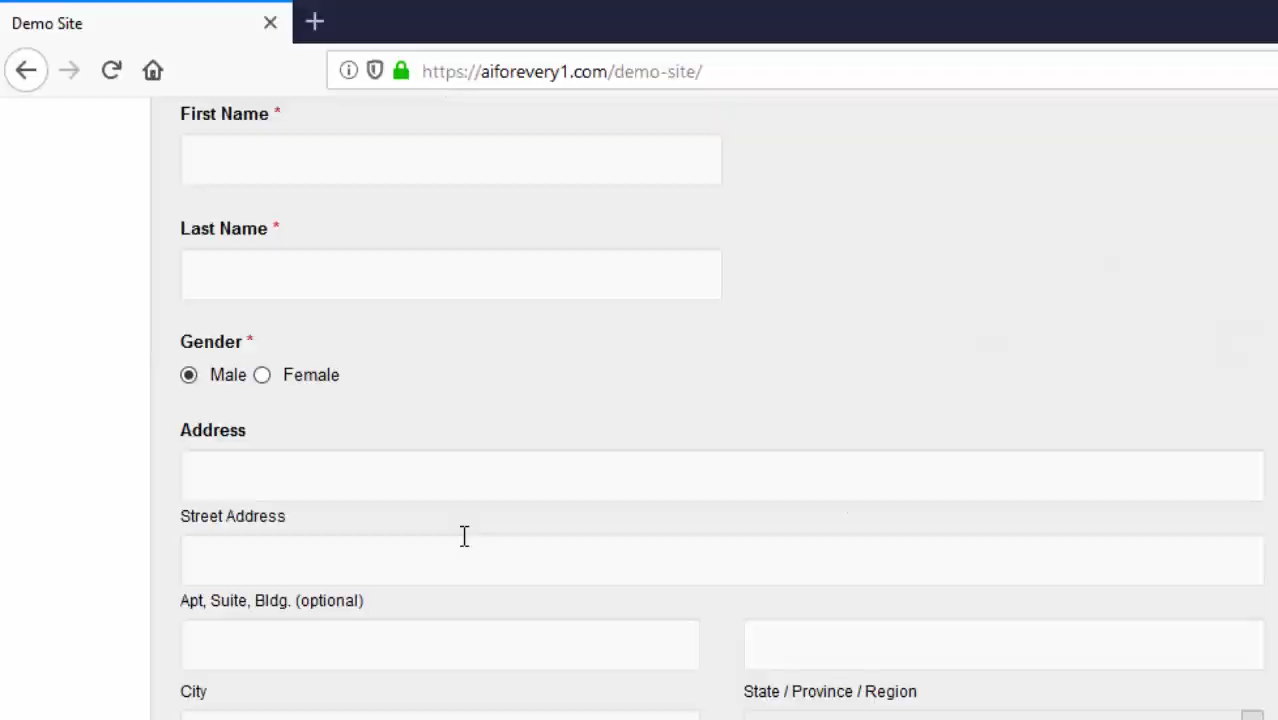 Demo Site
https://aiforevery1.com/demo-site/
First Name *
Last Name *
Gender *
Male Female
Address
Street Address
Apt, Suite, Bldg. (optional)
City State / Province / Region